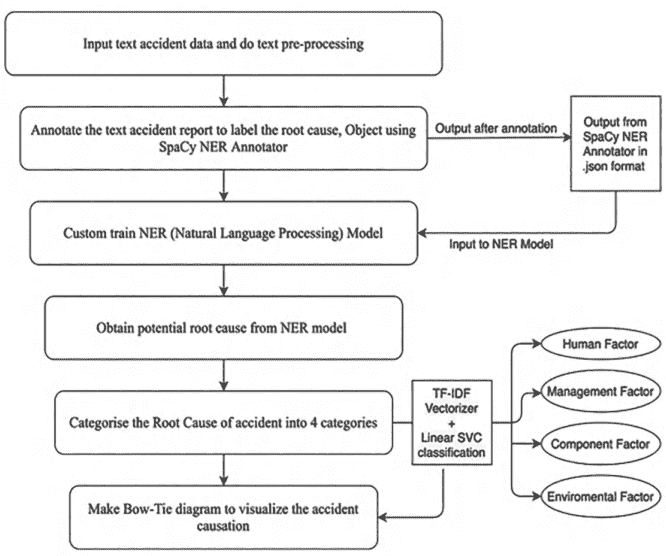 Input text accident data and do text pre-processing
Annotate the text accident report to label the root cause, Object using
SpaCy NER Annotator
Output after annotation
Output from
SpaCy NER
Annotator in
.json format
Custom train NER (Natural Language Processing) Model
Input to NER Model
Obtain potential root cause from NER model
Categorise the Root Cause of accident into 4 categories
TF-IDF
Vectorizer
+
Linear SVC
classification
Human Factor
Management Factor
Component Factor
Enviromental Factor
Make Bow-Tie diagram to visualize the accident
causation